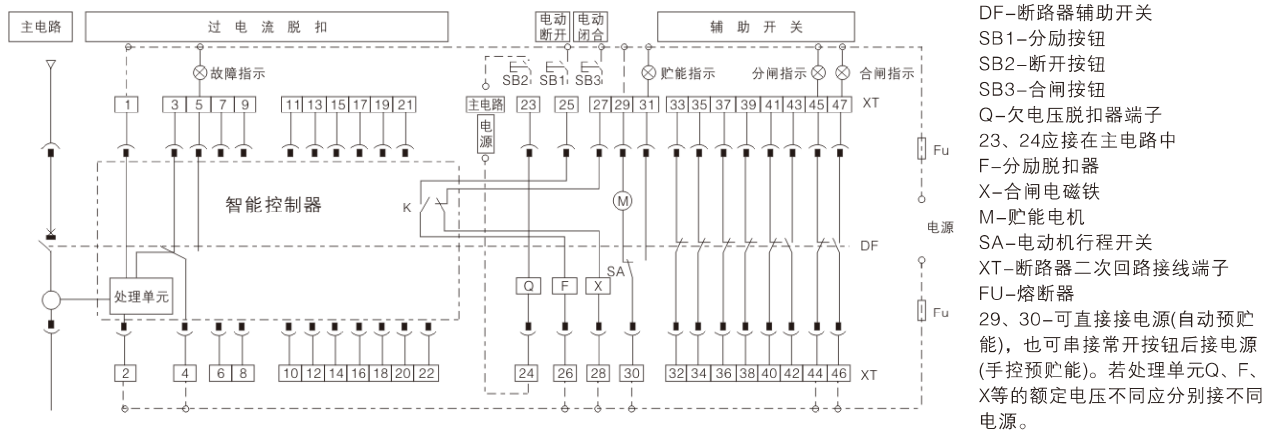 主电路
过电流脱扣
电动断开
电动闭合
辅助开关
故障指示
SB2
SB1
SB3
贮能指示
分闸指示
合闸指示
1 3 5 7 9 11 13 15 17 19 21
主电路
23 25 27 29 31 33 35 37 39 41 43 45 47
XT
电源
Fu
智能控制器
K
M
电源
DF
处理单元
Q
F
X
SA
Fu
2 4 6 8 10 12 14 16 18 20 22 24 26 28 30 32 34 36 38 40 42 44 46
XT
DF-断路器辅助开关
SB1-分励按钮
SB2-断开按钮
SB3-合闸按钮
Q-欠电压脱扣器端子
23、24应接在主电路中
F-分励脱扣器
X-合闸电磁铁
M-贮能电机
SA-电动机行程开关
XT-断路器二次回路接线端子
FU-熔断器
29、30-可直接接电源(自动预贮
能)，也可串接常开按钮后接电源
(手控预贮能)。若处理单元Q、F、
X等的额定电压不同应分别接不同
电源。